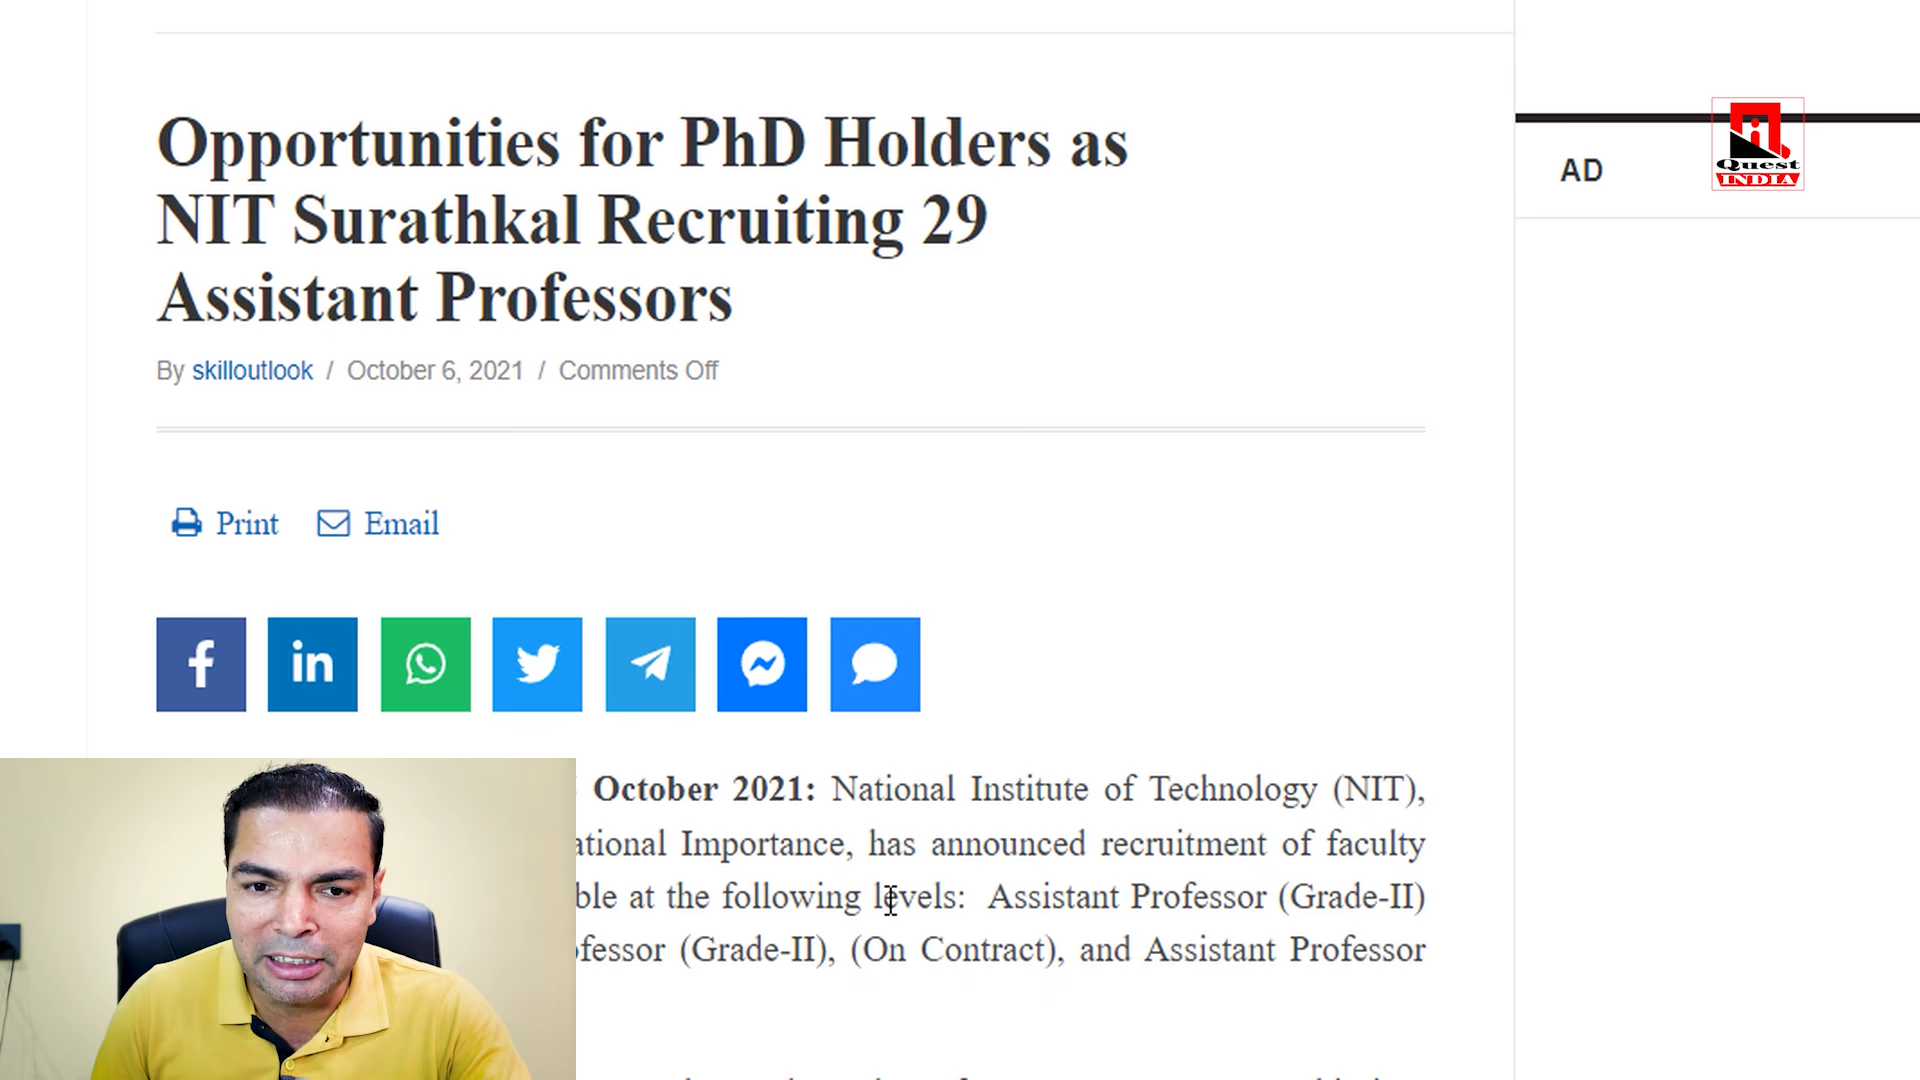 Opportunities for PhD Holders as
NIT Surathkal Recruiting 29
Assistant Professors
AD
Quest
INDIA
By skilloutlook / October 6, 2021 / Comments Off
Print Email
October 2021: National Institute of Technology (NIT),
ational Importance, has announced recruitment of faculty
ble at the following levels: Assistant Professor (Grade-II)
fessor (Grade-II), (On Contract), and Assistant Professor